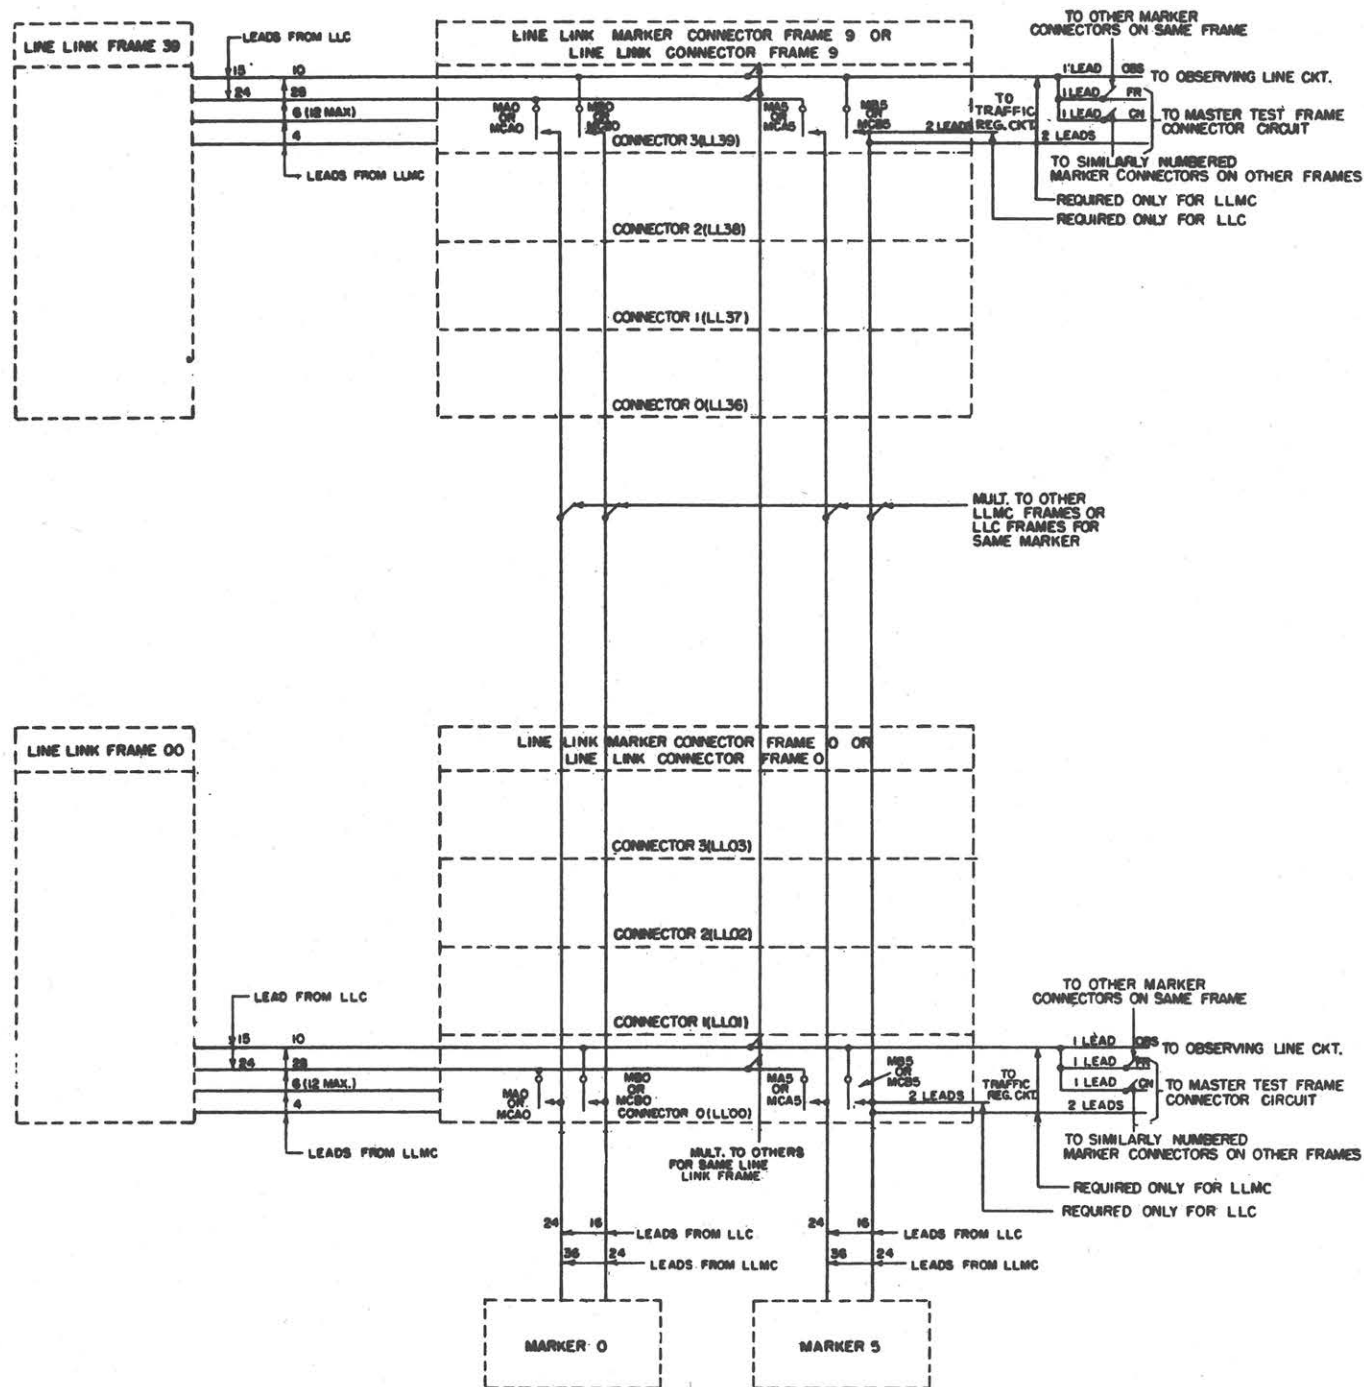 LINE LINK FRAME 39
LEADS FROM LLC
15
24
10
28
6 (12 MAX)
4
LEADS FROM LLMC
LINE LINK MARKER CONNECTOR FRAME 9 OR
LINE LINK CONNECTOR FRAME 9
MA0
OR
MCA0
MB0
OR
MCB0
MA5
OR
MCA5
MB5
OR
MCB5
CONNECTOR 3(LL39)
CONNECTOR 2(LL38)
CONNECTOR 1(LL37)
CONNECTOR 0(LL36)
TO OTHER MARKER
CONNECTORS ON SAME FRAME
1 LEAD OBS
TO OBSERVING LINE CKT.
1 LEAD FR
1 LEAD CN
TO MASTER TEST FRAME
CONNECTOR CIRCUIT
2 LEADS
TO
TRAFFIC
REG. CKT.
2 LEADS
TO SIMILARLY NUMBERED
MARKER CONNECTORS ON OTHER FRAMES
REQUIRED ONLY FOR LLMC
REQUIRED ONLY FOR LLC
MULT. TO OTHER
LLMC FRAMES OR
LLC FRAMES FOR
SAME MARKER
LINE LINK FRAME 00
LEAD FROM LLC
15
24
10
28
6 (12 MAX.)
4
LEADS FROM LLMC
LINE LINK MARKER CONNECTOR FRAME 0 OR
LINE LINK CONNECTOR FRAME 0
CONNECTOR 3(LL03)
CONNECTOR 2(LL02)
CONNECTOR 1(LL01)
MA0
OR
MCA0
MB0
OR
MCB0
CONNECTOR 0(LL00)
MA5
OR
MCA5
MB5
OR
MCB5
TO OTHER MARKER
CONNECTORS ON SAME FRAME
1 LEAD OBS
TO OBSERVING LINE CKT.
1 LEAD FR
1 LEAD CN
TO MASTER TEST FRAME
CONNECTOR CIRCUIT
2 LEADS
TO
TRAFFIC
REG. CKT.
2 LEADS
TO SIMILARLY NUMBERED
MARKER CONNECTORS ON OTHER FRAMES
REQUIRED ONLY FOR LLMC
REQUIRED ONLY FOR LLC
MULT. TO OTHERS
FOR SAME LINE
LINK FRAME
24
16
LEADS FROM LLC
36
24
LEADS FROM LLMC
24
16
LEADS FROM LLC
36
24
LEADS FROM LLMC
MARKER 0
MARKER 5